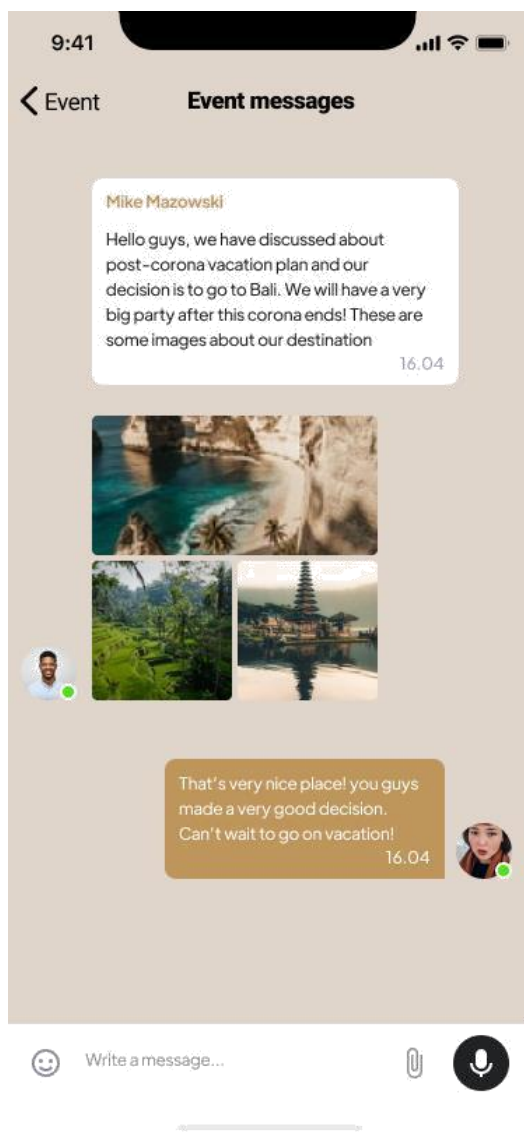 9:41
Event
Event messages
Mike Mazowski
Hello guys, we have discussed about
post-corona vacation plan and our
decision is to go to Bali. We will have a very
big party after this corona ends! These are
some images about our destination
16.04
That's very nice place! you guys
made a very good decision.
Can't wait to go on vacation!
16.04
Write a message...